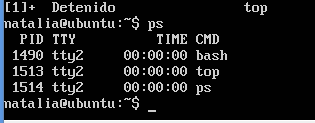 [1]+  Detenido                top
natalia@ubuntu:~$ ps
  PID TTY          TIME CMD
 1490 tty2     00:00:00 bash
 1513 tty2     00:00:00 top
 1514 tty2     00:00:00 ps
natalia@ubuntu:~$ _